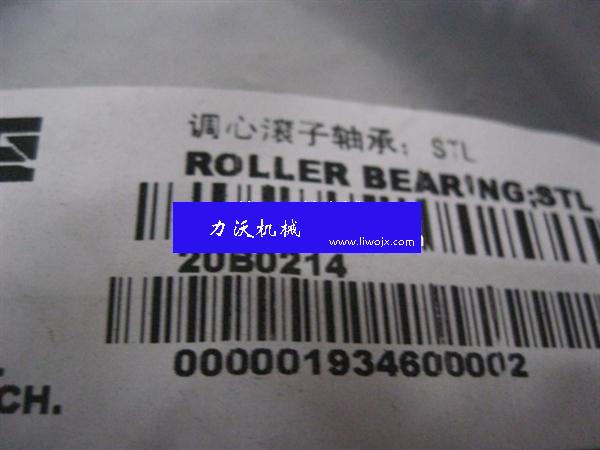 调心滚子轴承; STL
ROLLER BEARING;STL
力沃机械
www.liwojx.com
20B0214
000001934600002
CH.